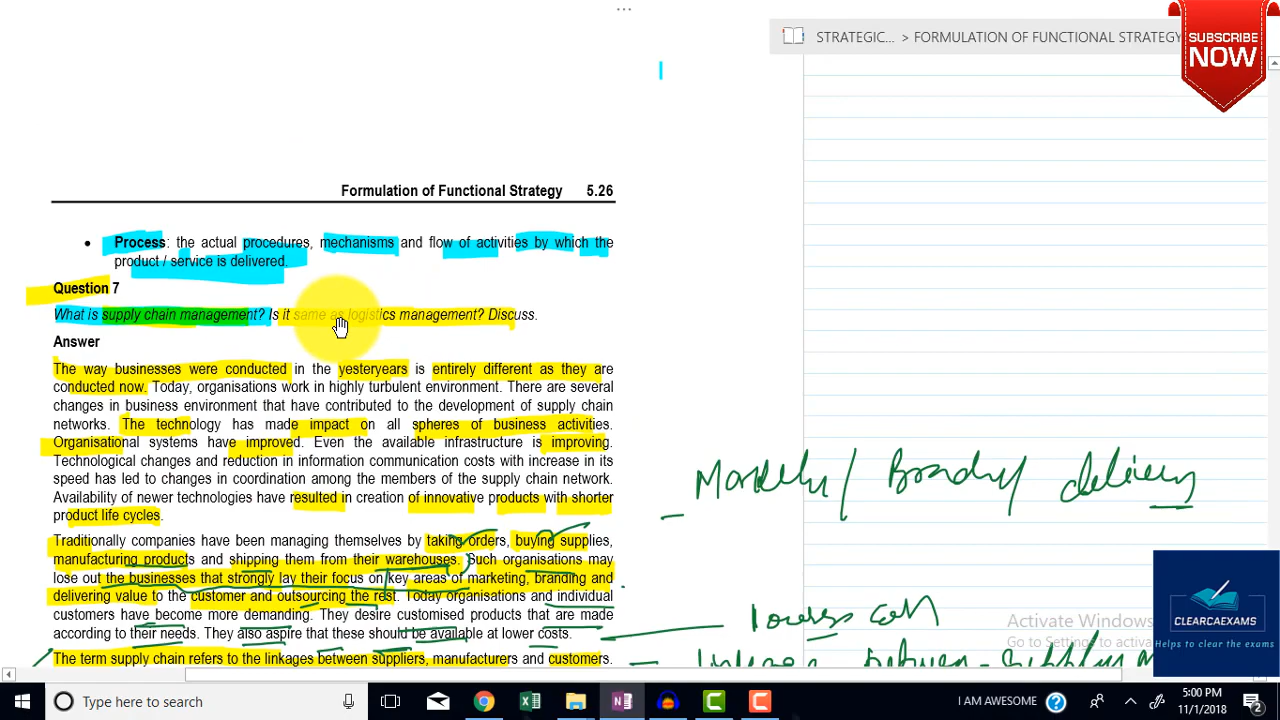 ...
STRATEGIC... > FORMULATION OF FUNCTIONAL STRATEGY
SUBSCRIBE
NOW
Formulation of Functional Strategy 5.26
• Process: the actual procedures, mechanisms and flow of activities by which the
product / service is delivered.
Question 7
What is supply chain management? Is it same as logistics management? Discuss.
Answer
The way businesses were conducted in the yesteryears is entirely different as they are
conducted now. Today, organisations work in highly turbulent environment. There are several
changes in business environment that have contributed to the development of supply chain
networks. The technology has made impact on all spheres of business activities.
Organisational systems have improved. Even the available infrastructure is improving.
Technological changes and reduction in information communication costs with increase in its
speed has led to changes in coordination among the members of the supply chain network.
Availability of newer technologies have resulted in creation of innovative products with shorter
product life cycles.
Traditionally companies have been managing themselves by taking orders, buying supplies,
manufacturing products and shipping them from their warehouses. Such organisations may
lose out the businesses that strongly lay their focus on key areas of marketing, branding and
delivering value to the customer and outsourcing the rest. Today organisations and individual
customers have become more demanding. They desire customised products that are made
according to their needs. They also aspire that these should be available at lower costs.
The term supply chain refers to the linkages between suppliers, manufacturers and customers.
delivery
between -
Activate Windows
Go to Settings to activa
CLEARCAEXAMS
Helps to clear the exams
Type here to search
I AM AWESOME
5:00 PM
11/1/2018
2